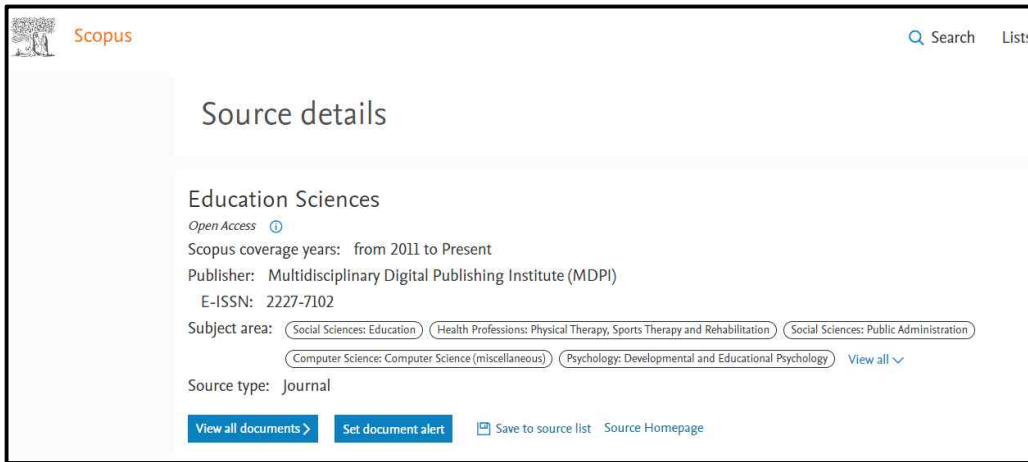 Scopus
Search Lists
Source details
Education Sciences
Open Access
Scopus coverage years: from 2011 to Present
Publisher: Multidisciplinary Digital Publishing Institute (MDPI)
E-ISSN: 2227-7102
Subject area: Social Sciences: Education Health Professions: Physical Therapy, Sports Therapy and Rehabilitation Social Sciences: Public Administration
Computer Science: Computer Science (miscellaneous) Psychology: Developmental and Educational Psychology View all
Source type: Journal
View all documents Set document alert Save to source list Source Homepage